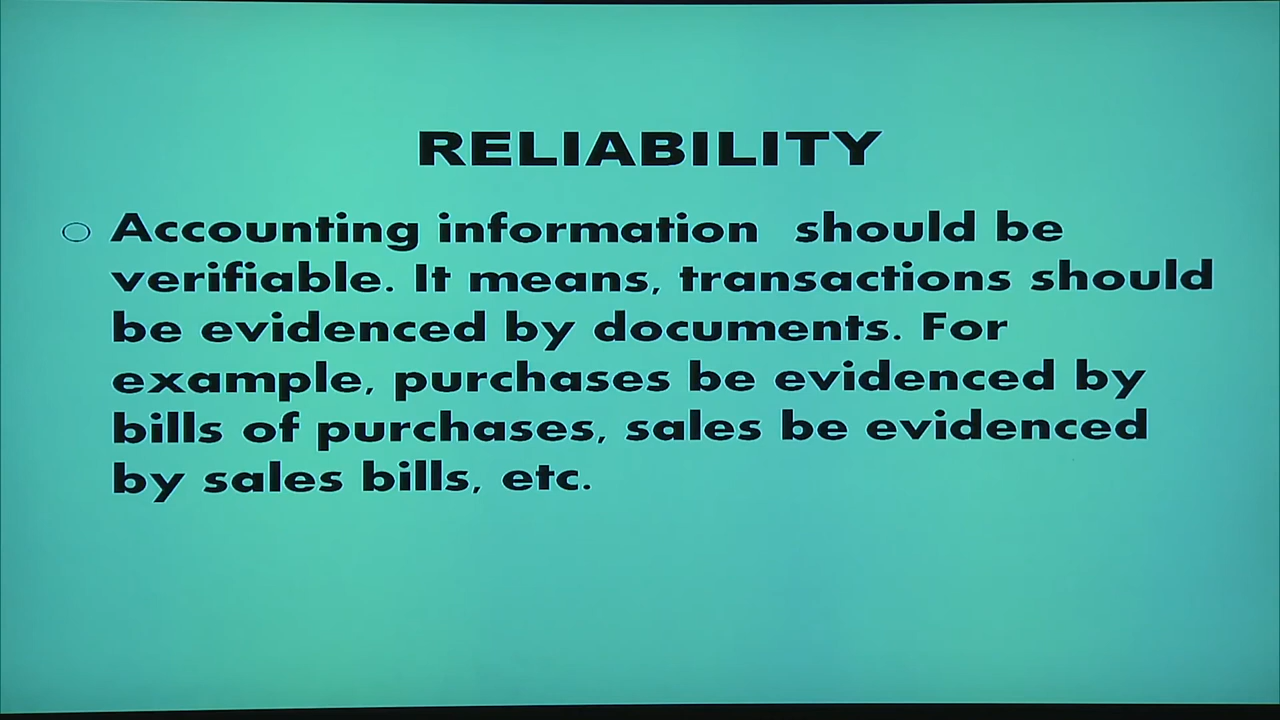 RELIABILITY
Accounting information should be
verifiable. It means, transactions should
be evidenced by documents. For
example, purchases be evidenced by
bills of purchases, sales be evidenced
by sales bills, etc.